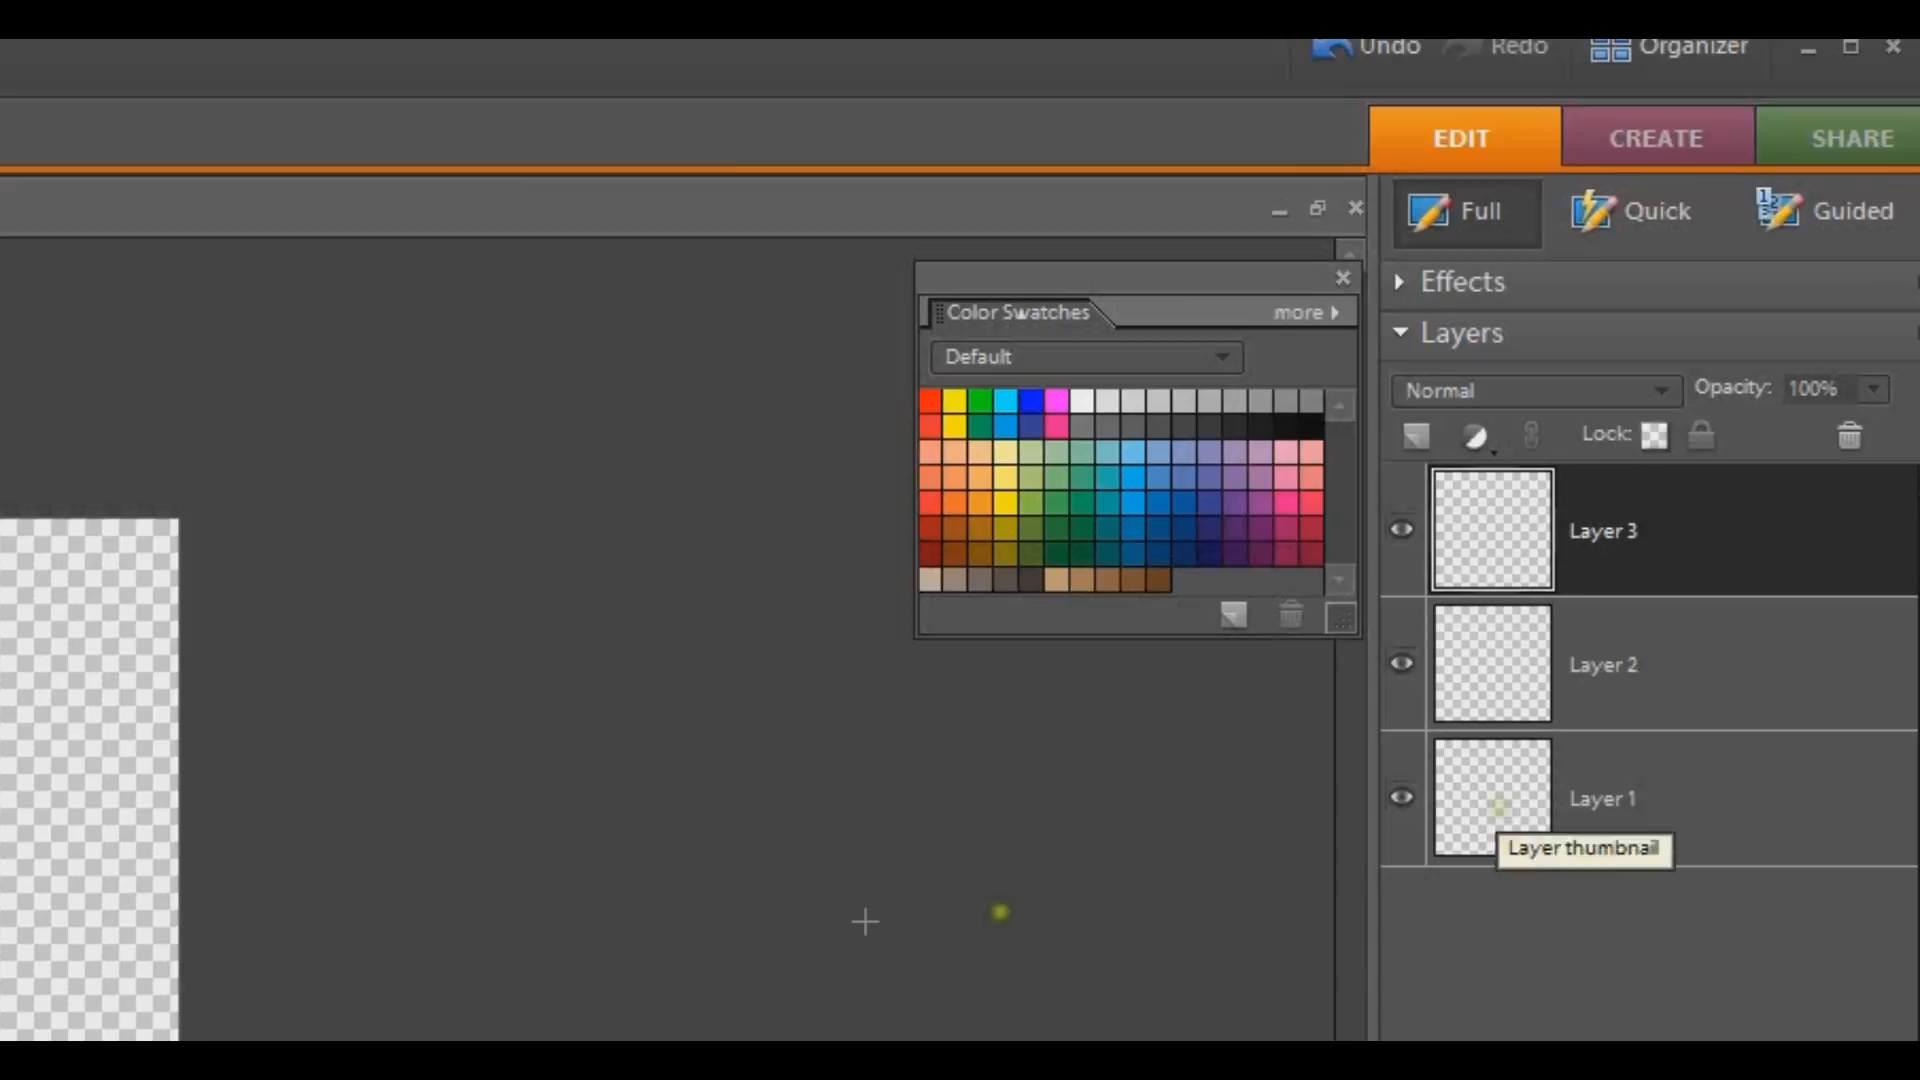 Undo Redo Organizer
EDIT CREATE SHARE
Full Quick Guided
Effects
Color Swatches more
Layers
Default
Normal Opacity: 100%
Lock:
Layer 3
Layer 2
Layer 1
Layer thumbnail